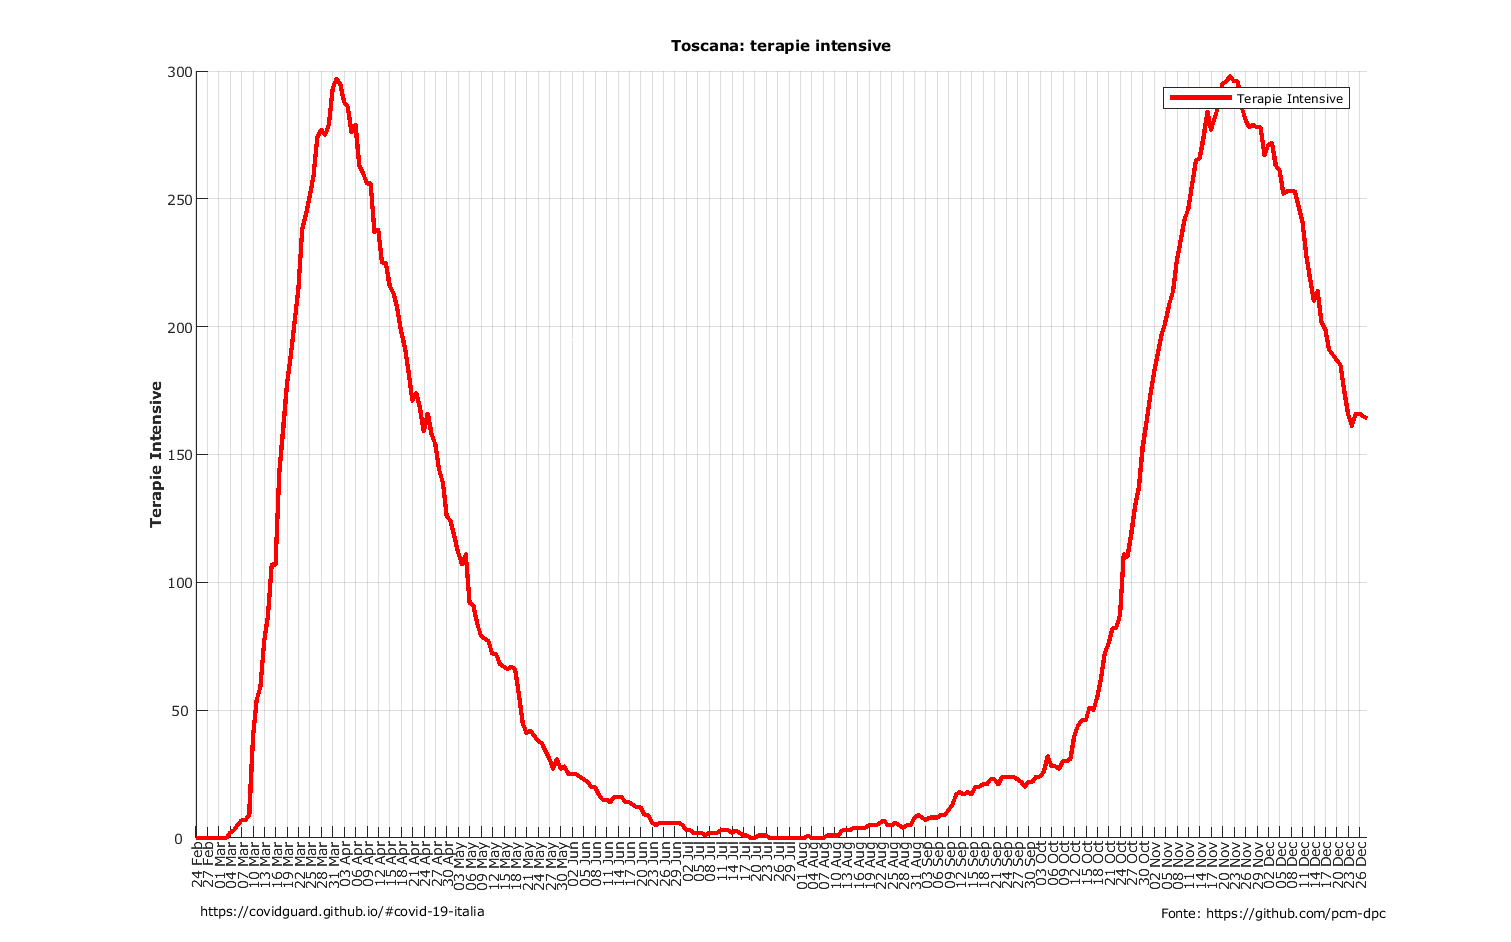 Toscana: terapie intensive
300
250
200
150
100
50
0
Terapie Intensive
Terapie Intensive
24 Feb
27 Feb
01 Mar
04 Mar
07 Mar
10 Mar
13 Mar
16 Mar
19 Mar
22 Mar
25 Mar
28 Mar
31 Mar
03 Apr
06 Apr
09 Apr
12 Apr
15 Apr
18 Apr
21 Apr
24 Apr
27 Apr
30 Apr
03 May
06 May
09 May
12 May
15 May
18 May
21 May
24 May
27 May
30 May
02 Jun
05 Jun
08 Jun
11 Jun
14 Jun
17 Jun
20 Jun
23 Jun
26 Jun
29 Jun
02 Jul
05 Jul
08 Jul
11 Jul
14 Jul
17 Jul
20 Jul
23 Jul
26 Jul
29 Jul
01 Aug
04 Aug
07 Aug
10 Aug
13 Aug
16 Aug
19 Aug
22 Aug
25 Aug
28 Aug
31 Aug
03 Sep
06 Sep
09 Sep
12 Sep
15 Sep
18 Sep
21 Sep
24 Sep
27 Sep
30 Sep
03 Oct
06 Oct
09 Oct
12 Oct
15 Oct
18 Oct
21 Oct
24 Oct
27 Oct
30 Oct
02 Nov
05 Nov
08 Nov
11 Nov
14 Nov
17 Nov
20 Nov
23 Nov
26 Nov
29 Nov
02 Dec
05 Dec
08 Dec
11 Dec
14 Dec
17 Dec
20 Dec
23 Dec
26 Dec
https://covidguard.github.io/#covid-19-italia
Fonte: https://github.com/pcm-dpc